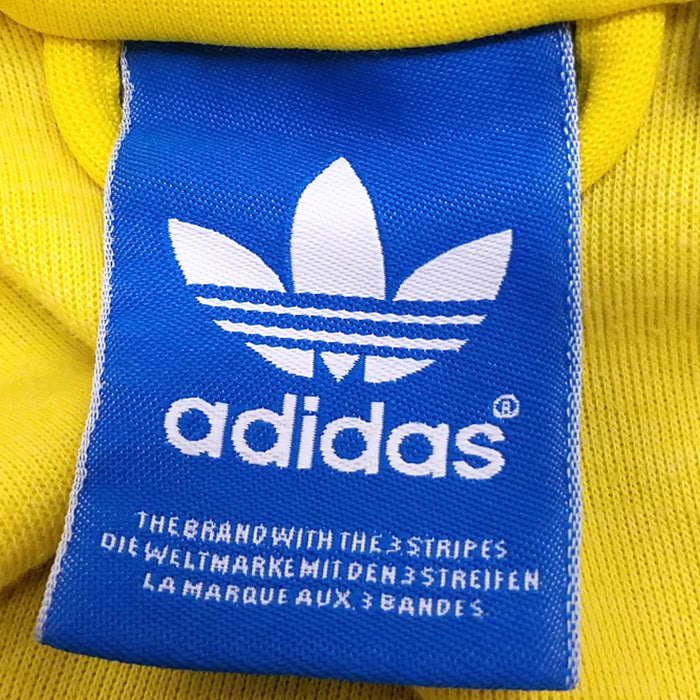 adidas®
THE BRAND WITH THE 3 STRIPES
DIE WELTMARKE MIT DEN 3 STREIFEN
LA MARQUE AUX. 3 BANDES.